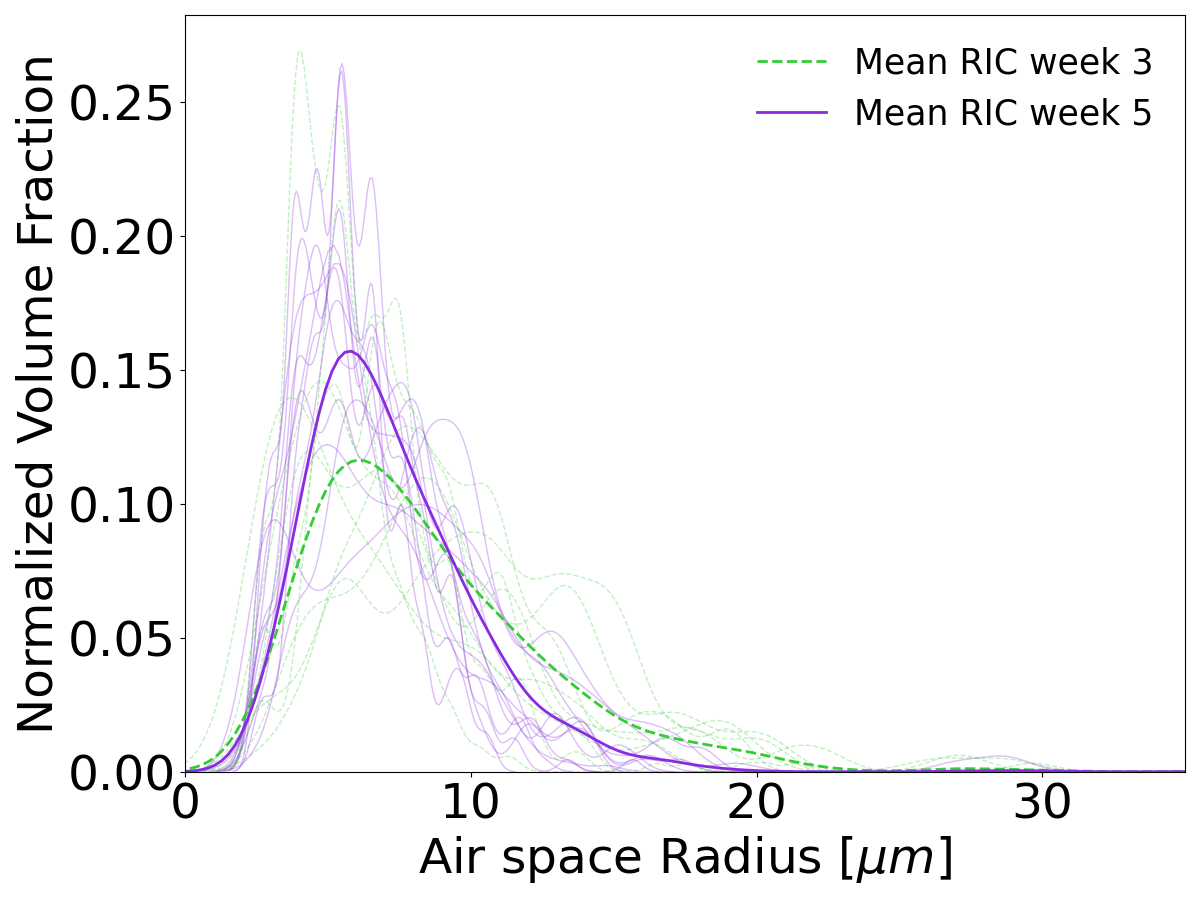 Mean RIC week 3
Mean RIC week 5
Normalized Volume Fraction
0.25
0.20
0.15
0.10
0.05
0.00
0 10 20 30
Air space Radius [μm]